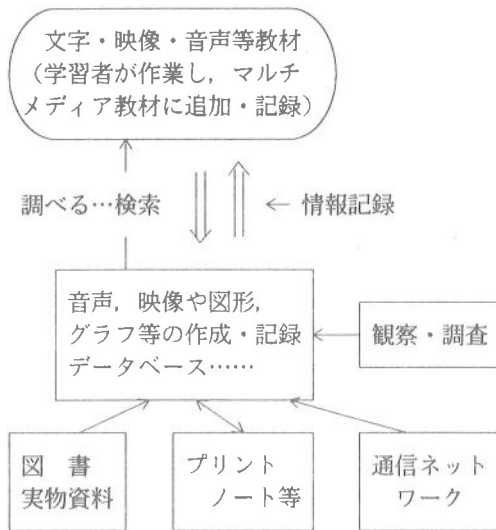 文字・映像・音声等教材
(学習者が作業し，マルチ
メディア教材に追加・記録)
調べる…検索
← 情報記録
音声，映像や図形，
グラフ等の作成・記録
データベース……
観察・調査
図　書
実物資料
プリント
ノート等
通信ネット
ワーク